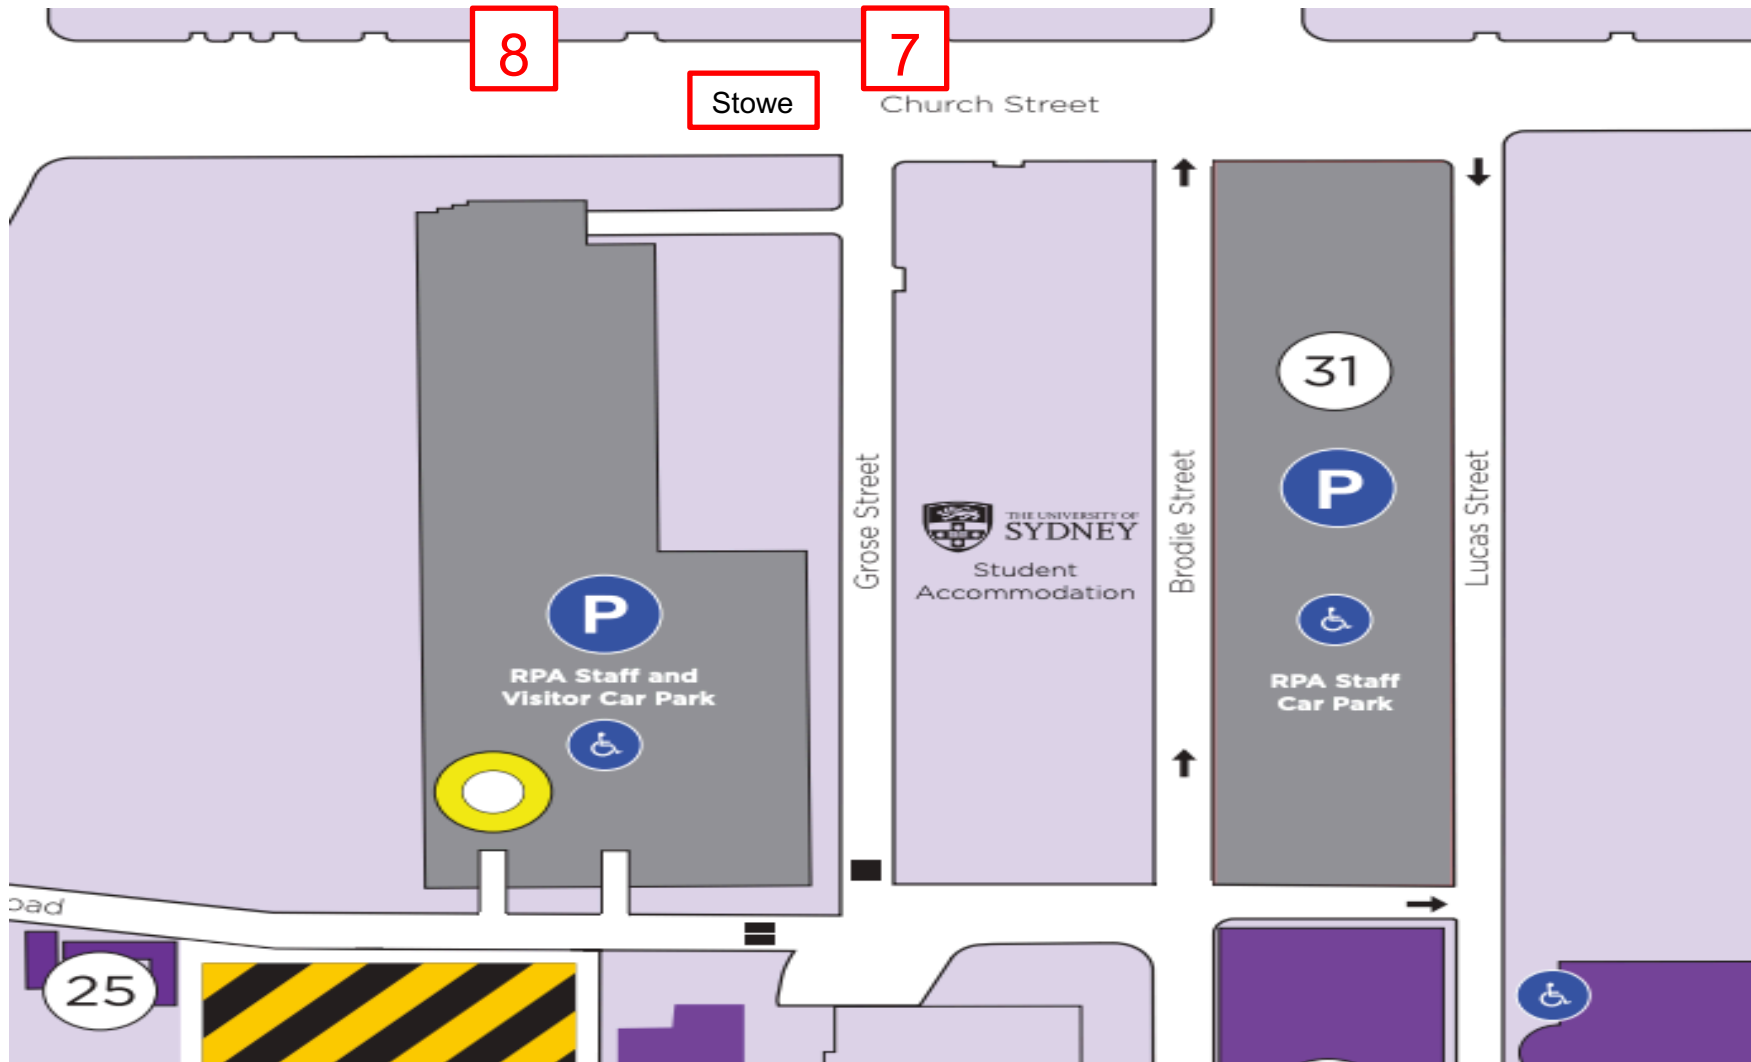 8
7
Stowe
Church Street
31
P
Grose Street
Brodie Street
Lucas Street
THE UNIVERSITY OF
SYDNEY
Student
Accommodation
P
RPA Staff and
Visitor Car Park
RPA Staff
Car Park
oad
25